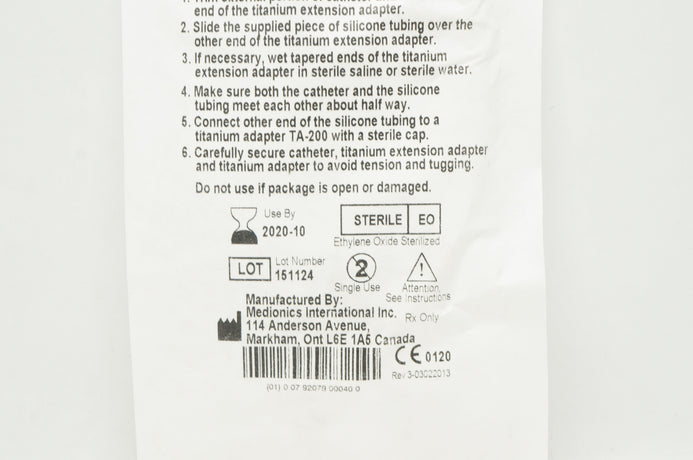 end of the titanium extension adapter.
2. Slide the supplied piece of silicone tubing over the
other end of the titanium extension adapter.
3. If necessary, wet tapered ends of the titanium
extension adapter in sterile saline or sterile water.
4. Make sure both the catheter and the silicone
tubing meet each other about half way.
5. Connect other end of the silicone tubing to a
titanium adapter TA-200 with a sterile cap.
6. Carefully secure catheter, titanium extension adapter
and titanium adapter to avoid tension and tugging.
Do not use if package is open or damaged.
Use By
2020-10
STERILE EO
Ethylene Oxide Sterilized
LOT
Lot Number
151124
2
Single Use
Attention,
See Instructions
Manufactured By:
Medionics International Inc.
114 Anderson Avenue,
Markham, Ont L6E 1A5 Canada
Rx Only
CE 0120
Rev 3-03022013
(01) 0 07 92079 00040 0